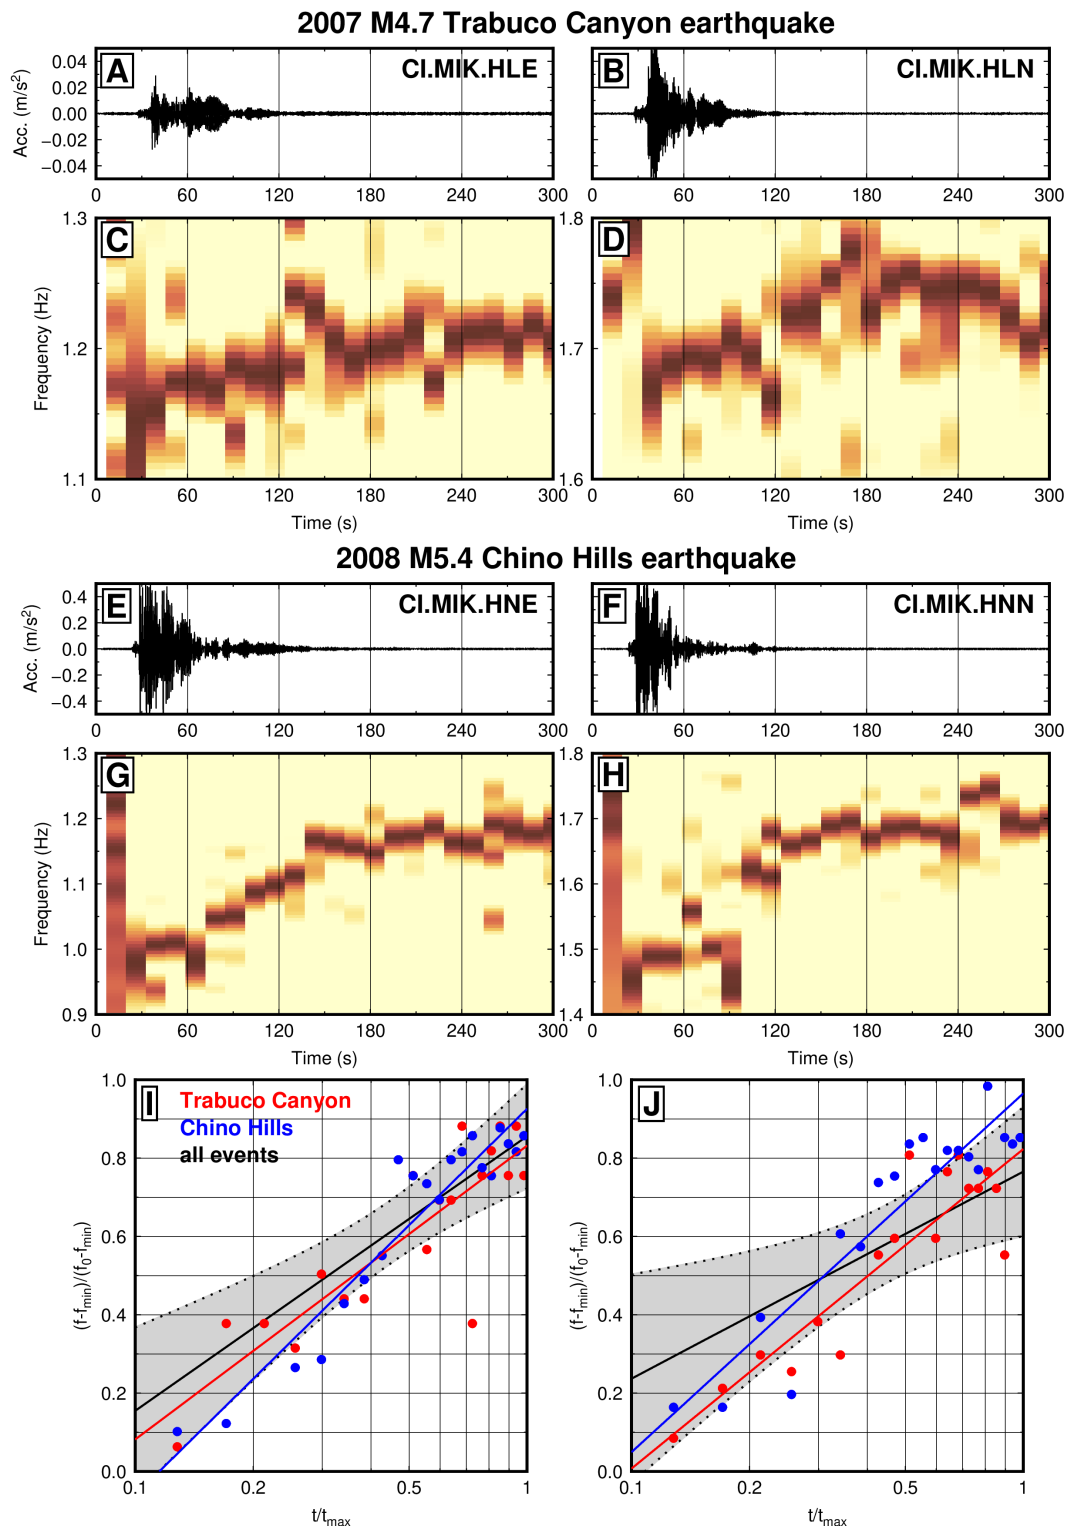 2007 M4.7 Trabuco Canyon earthquake
A CI.MIK.HLE
B CI.MIK.HLN
Acc. (m/s²)
0.04
0.02
0.00
−0.02
−0.04
0 60 120 180 240 300
0 60 120 180 240 300
C
D
Frequency (Hz)
1.3
1.2
1.1
1.8
1.7
1.6
0 60 120 180 240 300
0 60 120 180 240 300
Time (s)
Time (s)
2008 M5.4 Chino Hills earthquake
E CI.MIK.HNE
F CI.MIK.HNN
Acc. (m/s²)
0.4
0.2
0.0
−0.2
−0.4
0 60 120 180 240 300
0 60 120 180 240 300
G
H
Frequency (Hz)
1.3
1.2
1.1
1.0
0.9
1.8
1.7
1.6
1.5
1.4
0 60 120 180 240 300
0 60 120 180 240 300
Time (s)
Time (s)
I
Trabuco Canyon
Chino Hills
all events
(f-fmin)/(f0-fmin)
1.0
0.8
0.6
0.4
0.2
0.0
0.1 0.2 0.5 1
t/tmax
J
(f-fmin)/(f0-fmin)
1.0
0.8
0.6
0.4
0.2
0.0
0.1 0.2 0.5 1
t/tmax